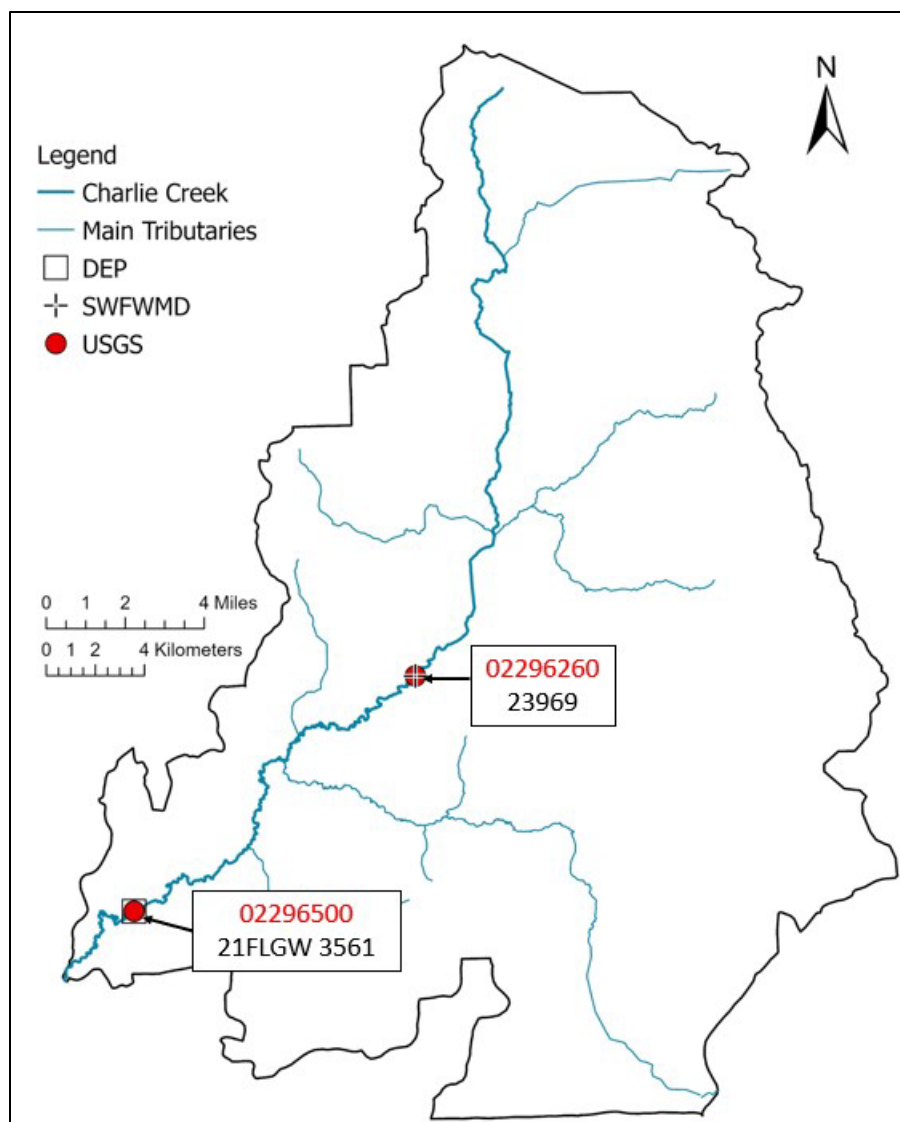 N
Legend
Charlie Creek
Main Tributaries
DEP
SWFWMD
USGS
0 1 2 4 Miles
0 1 2 4 Kilometers
02296260
23969
02296500
21FLGW 3561